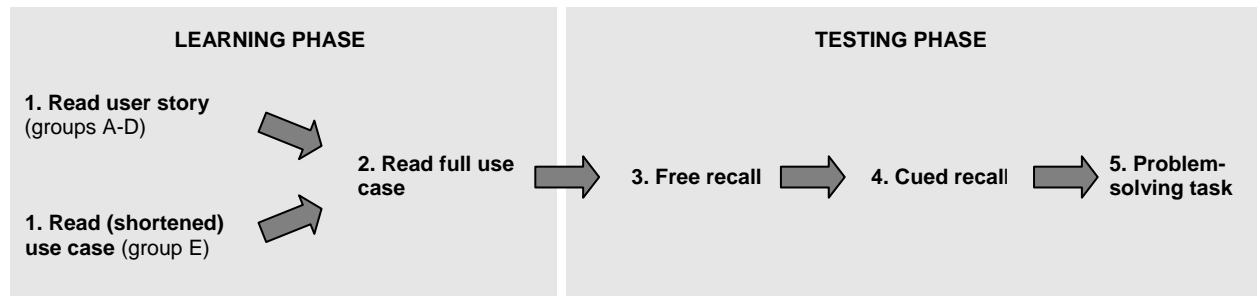 LEARNING PHASE
1. Read user story
(groups A-D)
1. Read (shortened)
use case (group E)
2. Read full use
case
TESTING PHASE
3. Free recall
4. Cued recall
5. Problem-
solving task